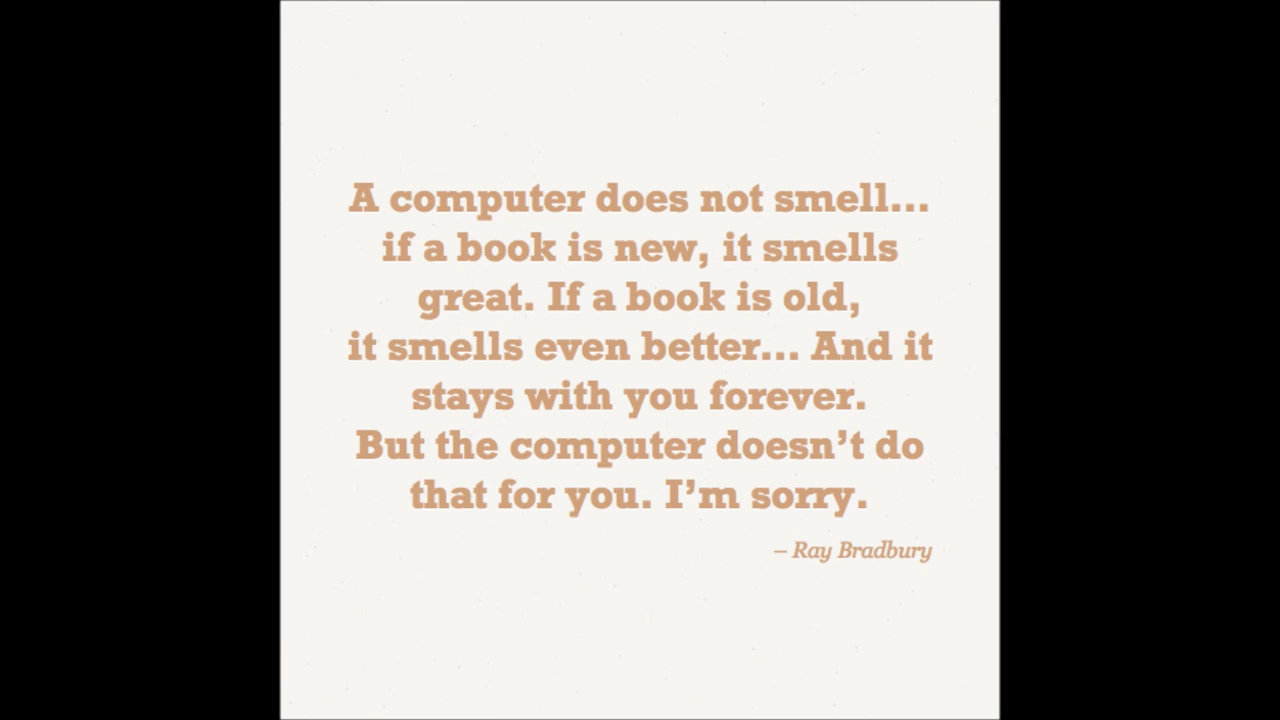 A computer does not smell...
if a book is new, it smells
great. If a book is old,
it smells even better... And it
stays with you forever.
But the computer doesn’t do
that for you. I’m sorry.
– Ray Bradbury